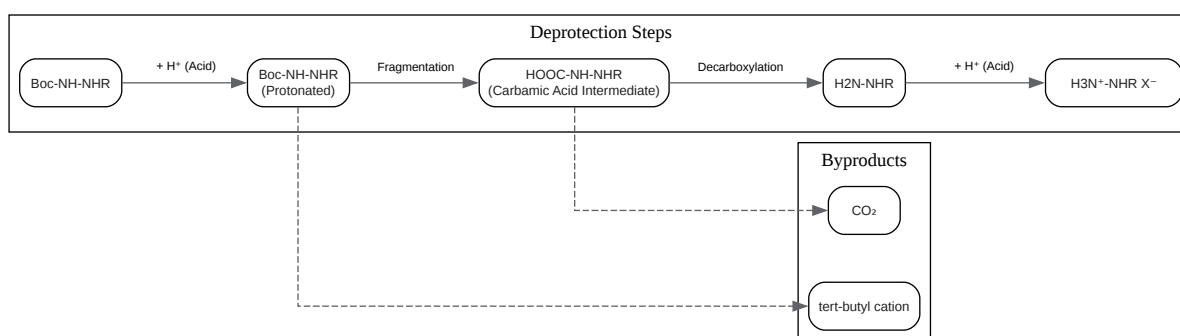 Deprotection Steps
Boc-NH-NHR
+ H⁺ (Acid)
Boc-NH-NHR
(Protonated)
Fragmentation
HOOC-NH-NHR
(Carbamic Acid Intermediate)
Decarboxylation
H2N-NHR
+ H⁺ (Acid)
H3N⁺-NHR X⁻
Byproducts
CO₂
tert-butyl cation